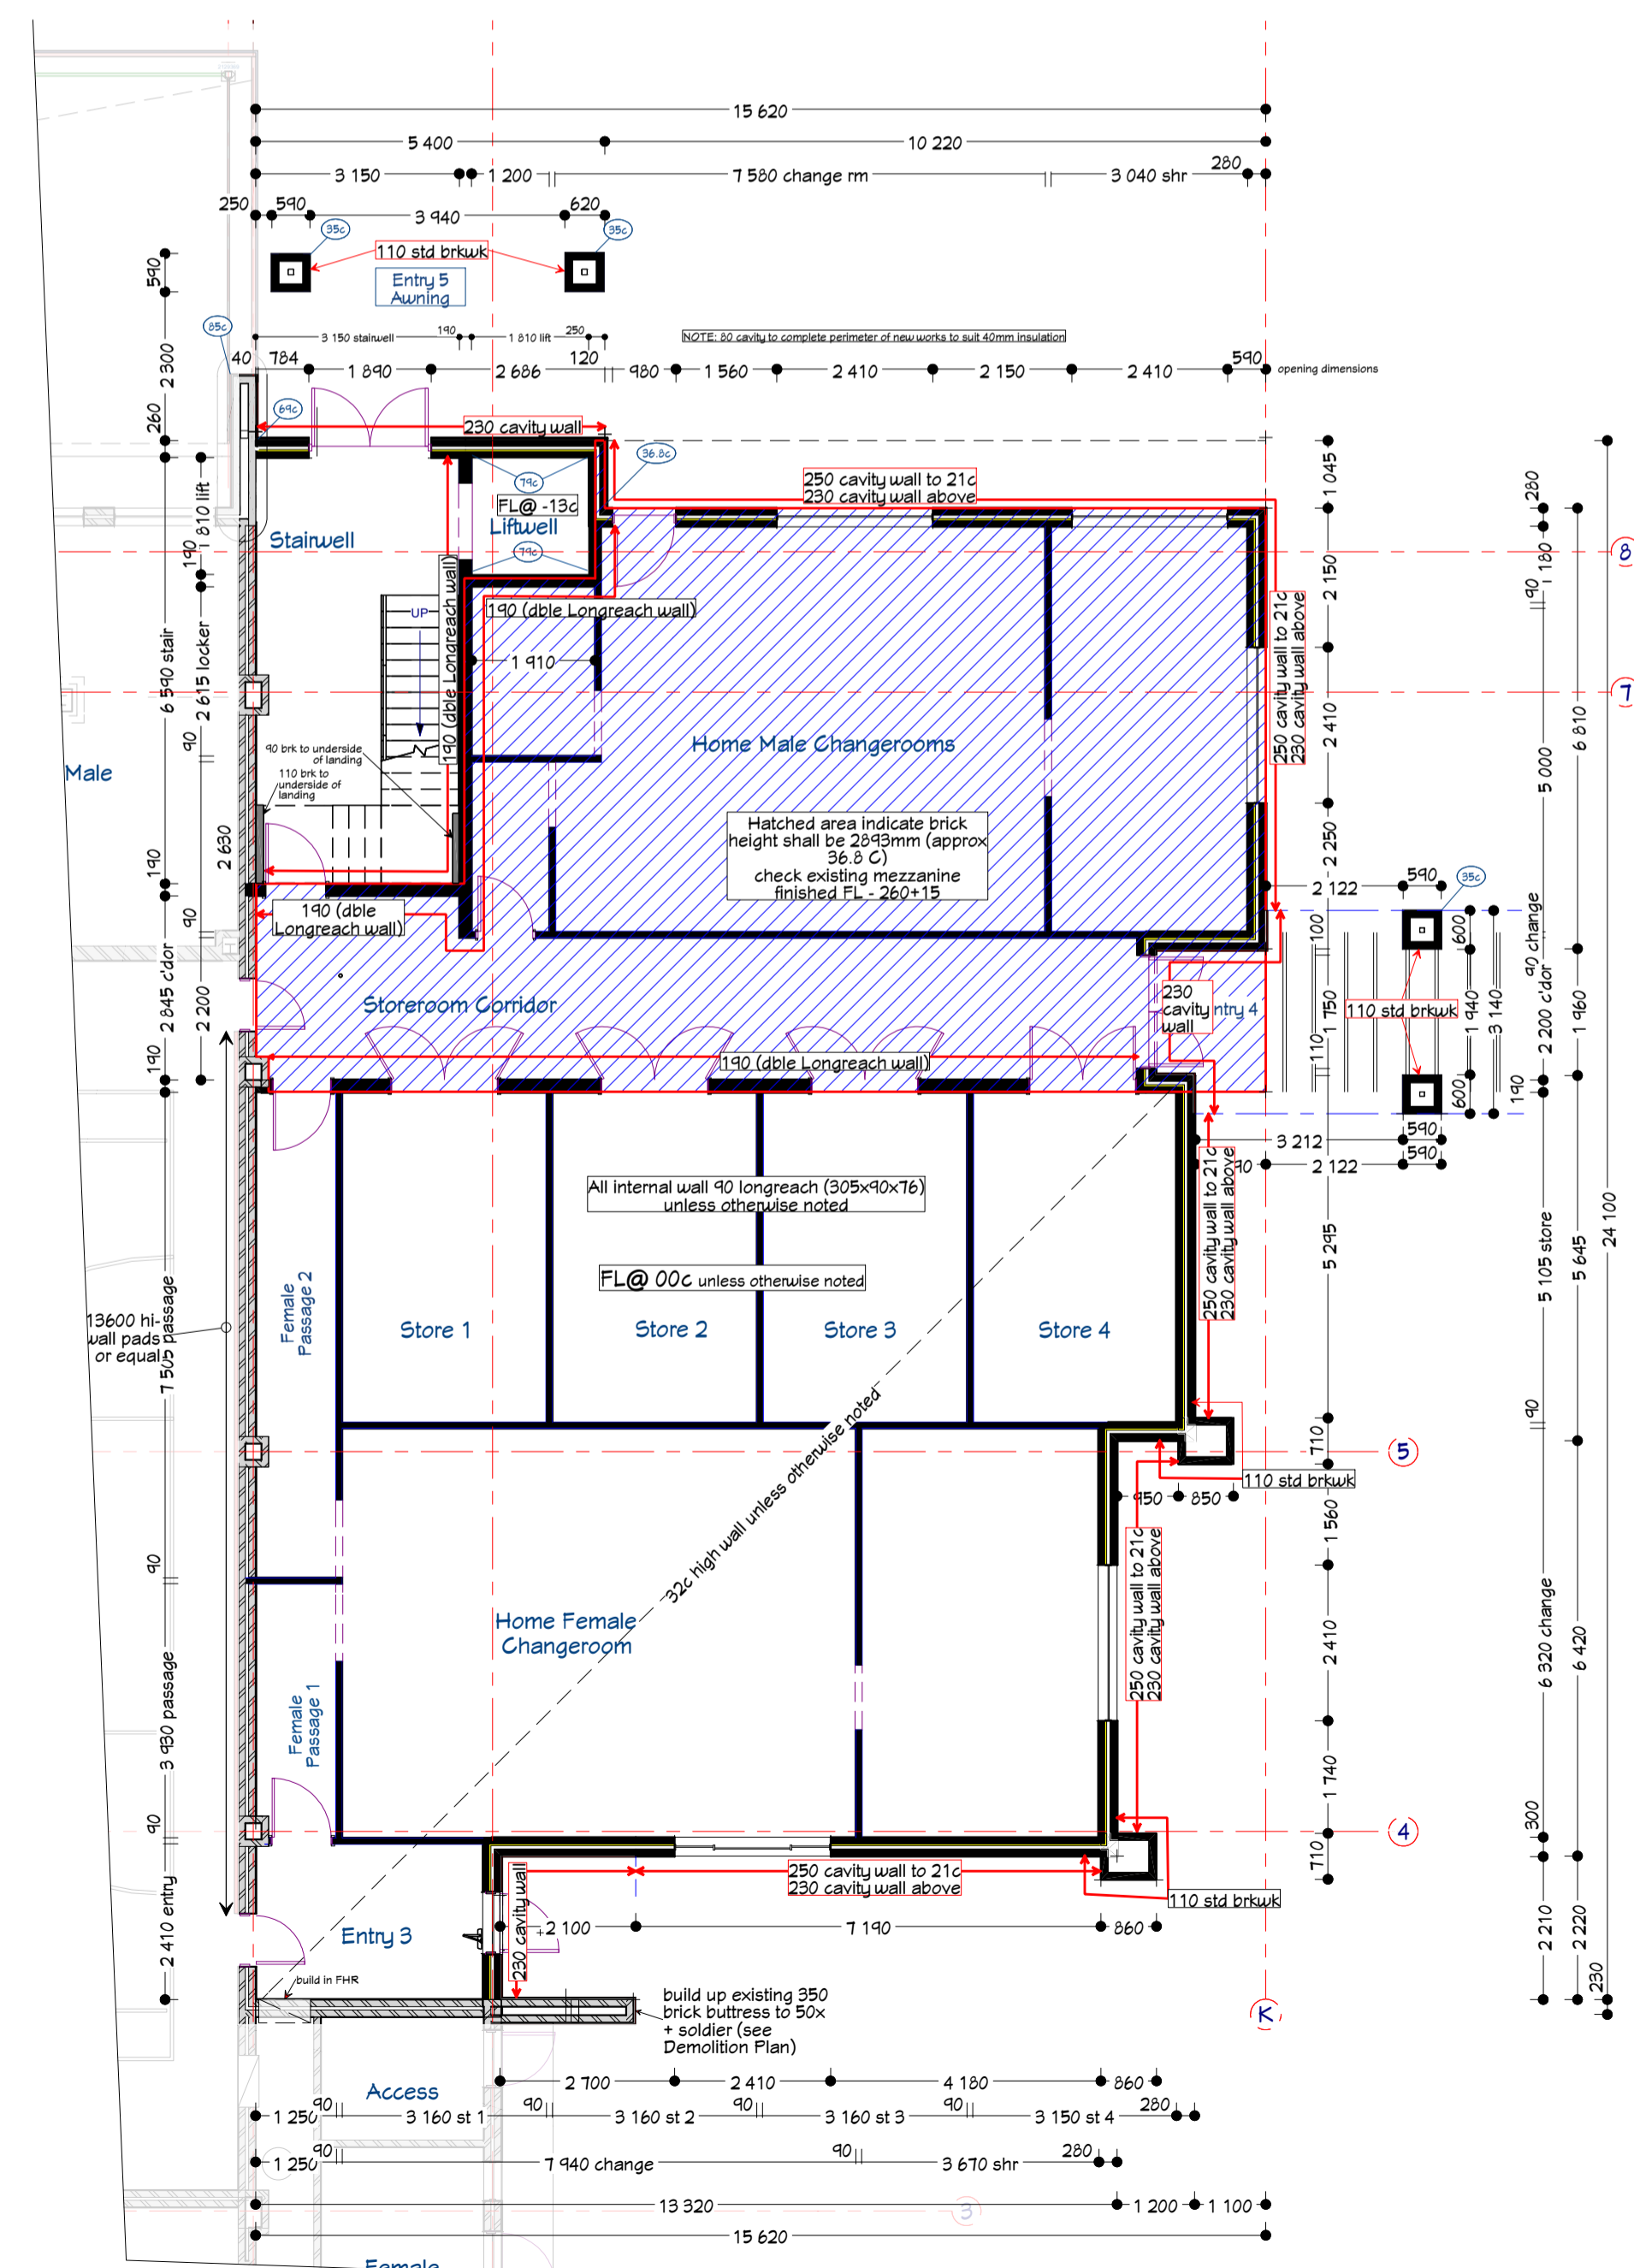 15 620
5 400
10 220
3 150
1 200
7 580 change rm
3 040 shr
280
250
590
3 940
620
35c
35c
110 std brkwk
Entry 5
Awning
590
2 300
260
85c
3 150 stairwell
190
1 810 lift
250
NOTE: 80 cavity to complete perimeter of new works to suit 40mm insulation
40
784
1 890
2 686
120
980
1 560
2 410
2 150
2 410
590
opening dimensions
69c
230 cavity wall
36.8c
79c
FL@ -13c
Liftwell
79c
Stairwell
250 cavity wall to 21c
230 cavity wall above
1 045
280
8
1 810 lift
190
190 (dble Longreach wall)
190 (dble Longreach wall)
UP
1 910
250 cavity wall to 21c
230 cavity wall above
2 150
1 180
90
7
6 590 stair
2 615 locker
90
2 410
6 810
5 000
Home Male Changerooms
Male
90 brk to underside
of landing
110 brk to
underside of
landing
Hatched area indicate brick
height shall be 2893mm (approx
36.8 C)
check existing mezzanine
finished FL - 260+15
2 630
2 250
190
90
190 (dble
Longreach wall)
2 122
590
35c
600
100
90 change
2 845 c'dor
2 200
Storeroom Corridor
230
cavity
wall
ntry 4
1 750
110 std brkwk
1 940
3 140
2 200 c'dor
1 960
190
190 (dble Longreach wall)
110
600
190
3 212
590
90
2 122
590
All internal wall 90 longreach (305x90x76)
unless otherwise noted
FL@ 00c unless otherwise noted
250 cavity wall to 21c
230 cavity wall above
5 295
5 105 store
5 645
24 100
Female
Passage 2
Store 1
Store 2
Store 3
Store 4
13600 hi-
wall pads
or equal
7 505 passage
32c high wall unless otherwise noted
90
710
5
110 std brkwk
950
850
1 560
90
250 cavity wall to 21c
230 cavity wall above
2 410
6 320 change
6 420
Home Female
Changeroom
3 930 passage
Female
Passage 1
1 740
90
300
4
710
250 cavity wall to 21c
230 cavity wall above
110 std brkwk
230 cavity wall
2 410 entry
Entry 3
2 100
7 190
860
2 210
2 220
230
build in FHR
build up existing 350
brick buttress to 50x
+ soldier (see
Demolition Plan)
K
2 700
2 410
4 180
860
Access
1 250
90
3 160 st 1
90
3 160 st 2
90
3 160 st 3
90
3 150 st 4
280
1 250
90
7 940 change
90
3 670 shr
280
13 320
1 200
1 100
3
15 620
Female